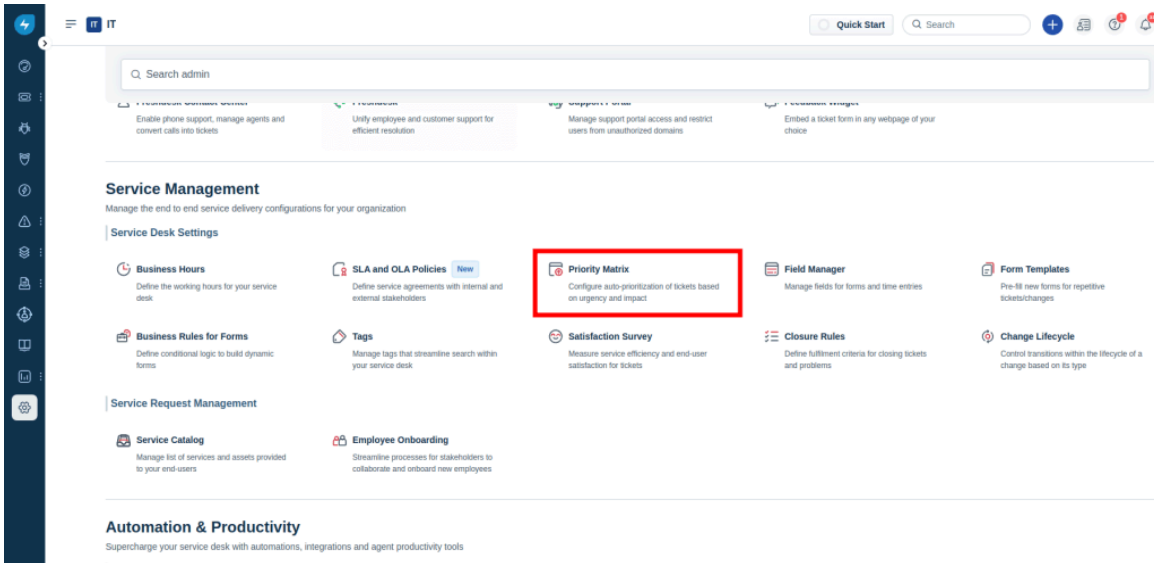 IT IT
Quick Start
Search
1
Search admin
Freshdesk Contact Center
Freshdesk
Support Portal
Feedback Widget
Enable phone support, manage agents and
convert calls into tickets
Unify employee and customer support for
efficient resolution
Manage support portal access and restrict
users from unauthorized domains
Embed a ticket form in any webpage of your
choice
Service Management
Manage the end to end service delivery configurations for your organization
Service Desk Settings
Business Hours
Define the working hours for your service
desk
SLA and OLA Policies New
Define service agreements with internal and
external stakeholders
Priority Matrix
Configure auto-prioritization of tickets based
on urgency and impact
Field Manager
Manage fields for forms and time entries
Form Templates
Pre-fill new forms for repetitive
tickets/changes
Business Rules for Forms
Define conditional logic to build dynamic
forms
Tags
Manage tags that streamline search within
your service desk
Satisfaction Survey
Measure service efficiency and end-user
satisfaction for tickets
Closure Rules
Define fulfilment criteria for closing tickets
and problems
Change Lifecycle
Control transitions within the lifecycle of a
change based on its type
Service Request Management
Service Catalog
Manage list of services and assets provided
to your end-users
Employee Onboarding
Streamline processes for stakeholders to
collaborate and onboard new employees
Automation & Productivity
Supercharge your service desk with automations, integrations and agent productivity tools